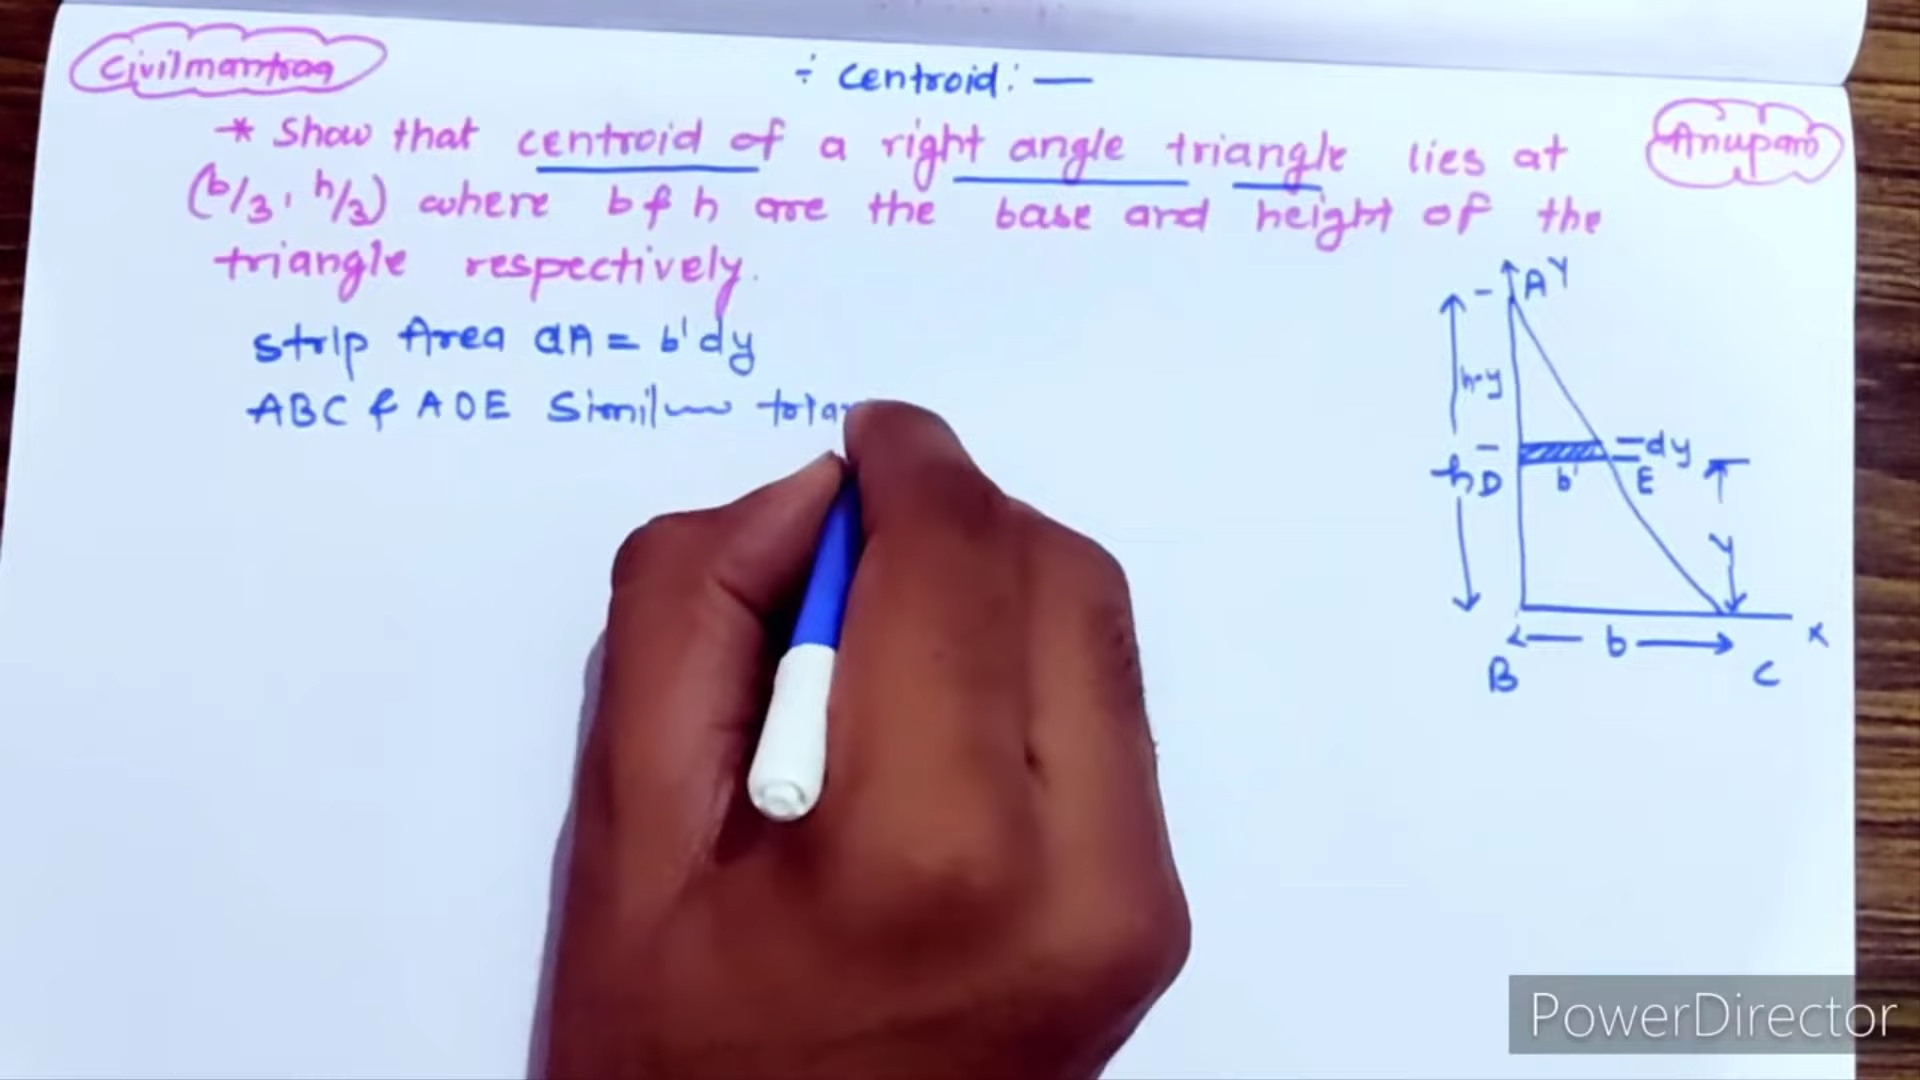 Civilmantraa
÷ Centroid: —
Anupam
* Show that centroid of a right angle triangle lies at
(b/3, h/3) where b & h are the base and height of the
triangle respectively.
Strip Area dA = b'dy
ABC & ADE Similar
A Y
h-y
dy
h D b' E
y
b x
B C
PowerDirector